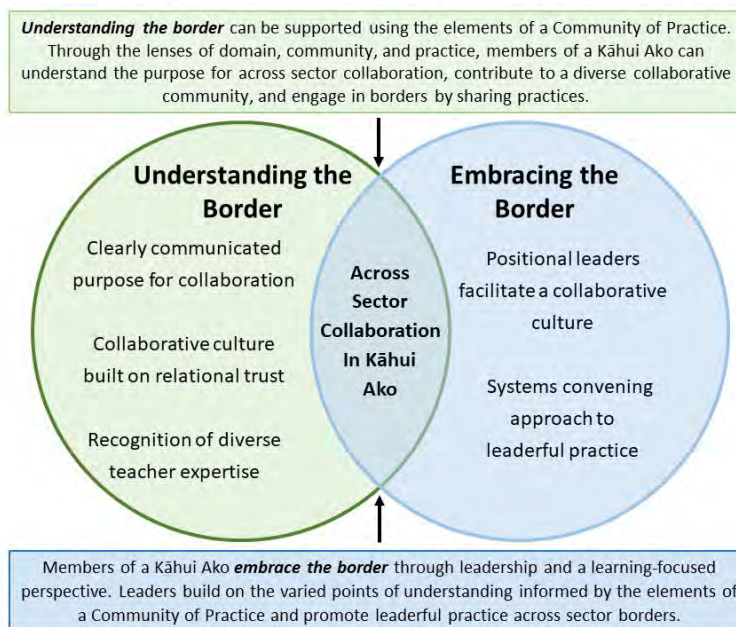 Understanding the border can be supported using the elements of a Community of Practice.
Through the lenses of domain, community, and practice, members of a Kāhui Ako can
understand the purpose for across sector collaboration, contribute to a diverse collaborative
community, and engage in borders by sharing practices.
Understanding the
Border
Clearly communicated
purpose for collaboration
Collaborative culture
built on relational trust
Recognition of diverse
teacher expertise
Across
Sector
Collaboration
In Kāhui
Ako
Embracing the
Border
Positional leaders
facilitate a collaborative
culture
Systems convening
approach to
leaderful practice
Members of a Kāhui Ako embrace the border through leadership and a learning-focused
perspective. Leaders build on the varied points of understanding informed by the elements of
a Community of Practice and promote leaderful practice across sector borders.